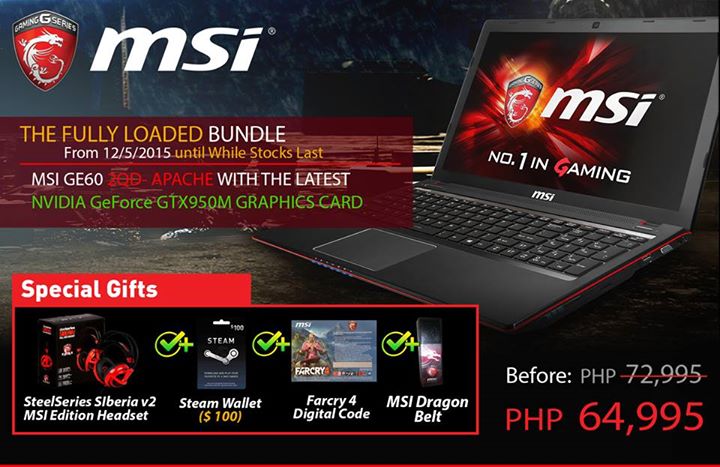 GAMING G SERIES
msi
THE FULLY LOADED BUNDLE
From 12/5/2015 until While Stocks Last
MSI GE60 2QD- APACHE WITH THE LATEST
NVIDIA GeForce GTX950M GRAPHICS CARD
msi
NO. 1 IN GAMING
msi
Special Gifts
$100
STEAM
msi
FARCRY 4
SteelSeries SIberia v2
MSI Edition Headset
Steam Wallet
($ 100)
Farcry 4
Digital Code
MSI Dragon
Belt
Before: PHP 72,995
PHP 64,995